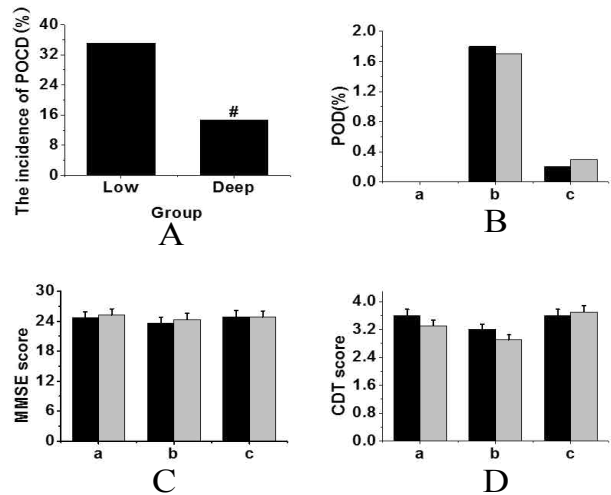 The incidence of POCD (%)
40
32
24
16
8
0
#
Low Deep
Group
A
POD(%)
2.0
1.6
1.2
0.8
0.4
0.0
a b c
B
MMSE score
30
24
18
12
6
0
a b c
C
CDT score
4.0
3.2
2.4
1.6
0.8
0.0
a b c
D